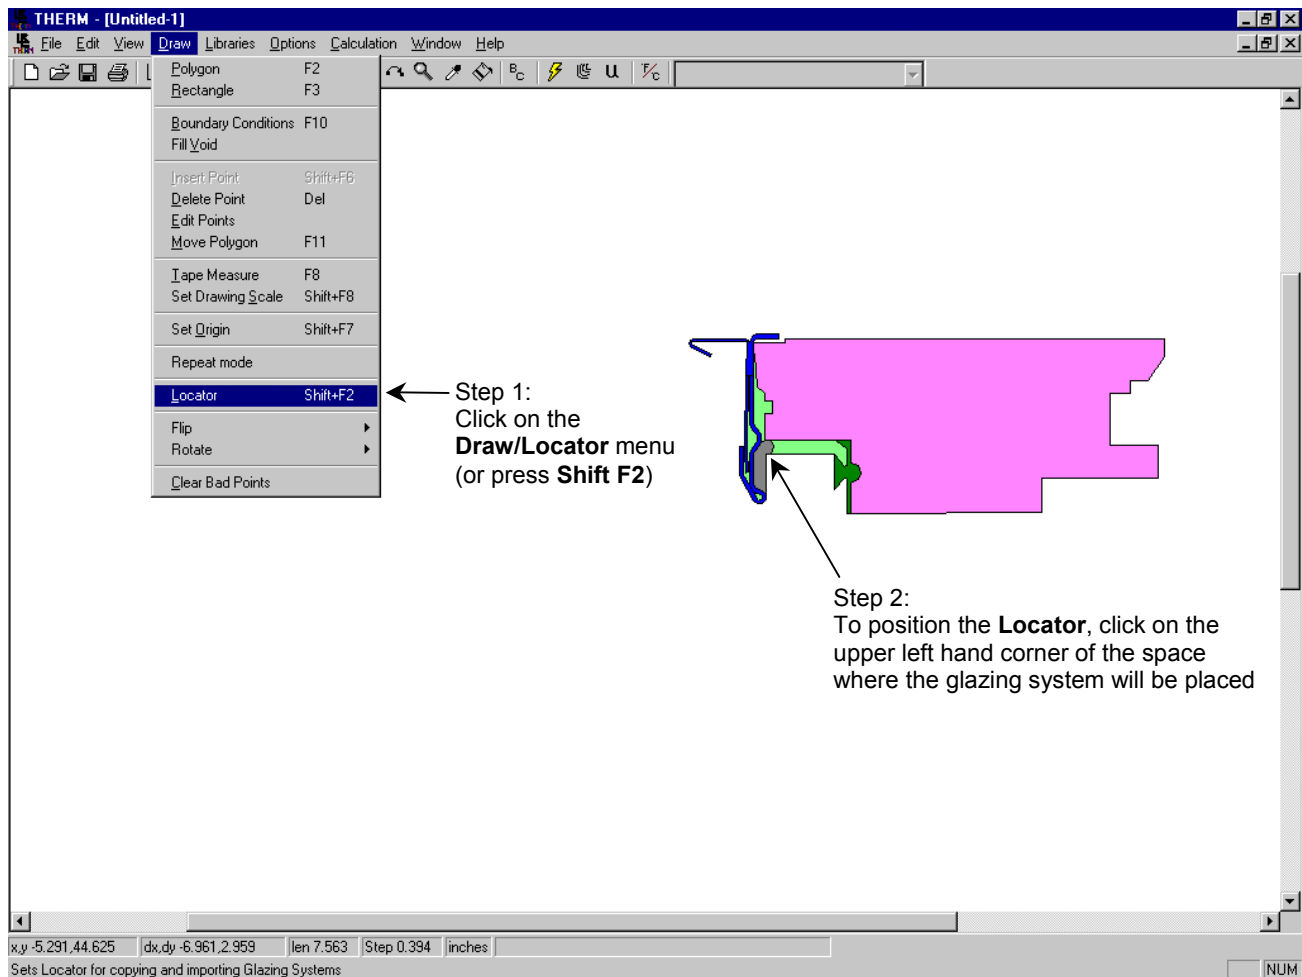 THERM - [Untitled-1]
File Edit View Draw Libraries Options Calculation Window Help
BC U F/C
Polygon F2
Rectangle F3
Boundary Conditions F10
Fill Void
Insert Point Shift+F6
Delete Point Del
Edit Points
Move Polygon F11
Tape Measure F8
Set Drawing Scale Shift+F8
Set Origin Shift+F7
Repeat mode
Locator Shift+F2
Flip
Rotate
Clear Bad Points
Step 1:
Click on the
Draw/Locator menu
(or press Shift F2)
Step 2:
To position the Locator, click on the
upper left hand corner of the space
where the glazing system will be placed
x,y -5.291,44.625 dx,dy -6.961,2.959 len 7.563 Step 0.394 inches
Sets Locator for copying and importing Glazing Systems NUM